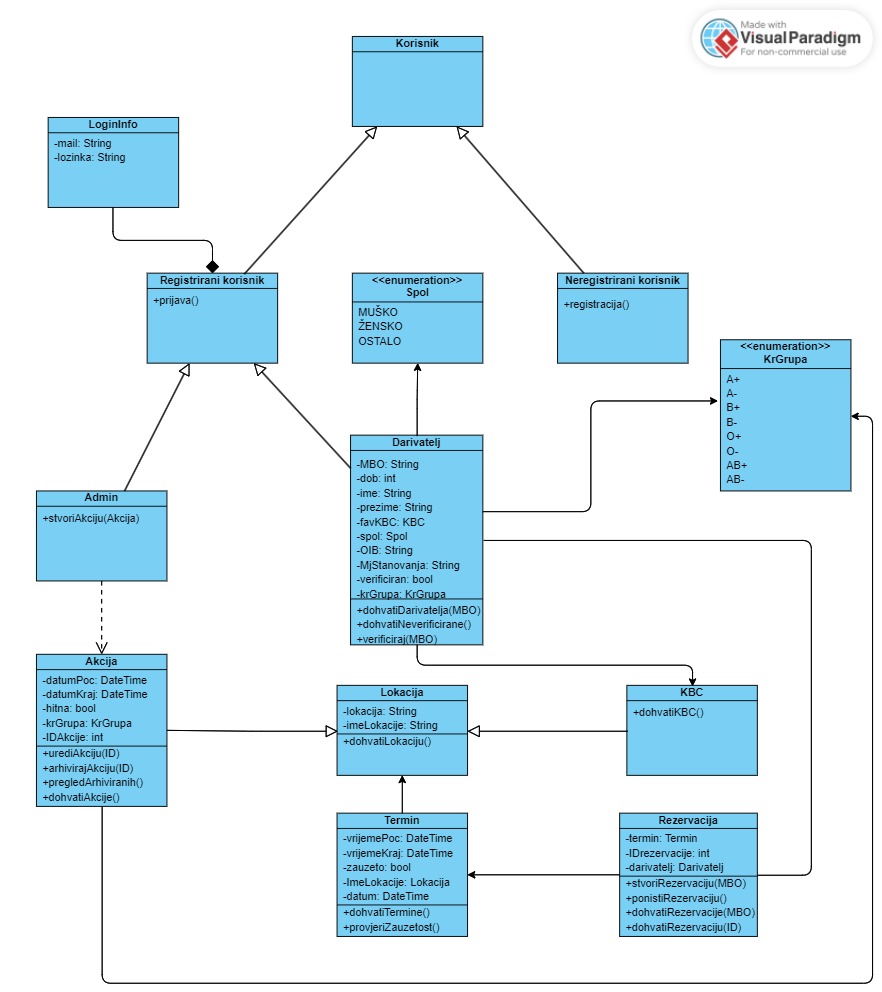 Made with
VisualParadigm
For non-commercial use
Korisnik
LoginInfo
-mail: String
-lozinka: String
Registrirani korisnik
+prijava()
<<enumeration>>
Spol
MUŠKO
ŽENSKO
OSTALO
Neregistrirani korisnik
+registracija()
<<enumeration>>
KrGrupa
A+
A-
B+
B-
O+
O-
AB+
AB-
Darivatelj
-MBO: String
-dob: int
-ime: String
-prezime: String
-favKBC: KBC
-spol: Spol
-OIB: String
-MjStanovanja: String
-verificiran: bool
-krGrupa: KrGrupa
+dohvatiDarivatelja(MBO)
+dohvatiNeverificirane()
+verificiraj(MBO)
Admin
+stvoriAkciju(Akcija)
Akcija
-datumPoc: DateTime
-datumKraj: DateTime
-hitna: bool
-krGrupa: KrGrupa
-IDAkcije: int
+urediAkciju(ID)
+arhivirajAkciju(ID)
+pregledArhiviranih()
+dohvatiAkcije()
Lokacija
-lokacija: String
-imeLokacije: String
+dohvatiLokaciju()
KBC
+dohvatiKBC()
Termin
-vrijemePoc: DateTime
-vrijemeKraj: DateTime
-zauzeto: bool
-ImeLokacije: Lokacija
-datum: DateTime
+dohvatiTermine()
+provjeriZauzetost()
Rezervacija
-termin: Termin
-IDrezervacije: int
-darivatelj: Darivatelj
+stvoriRezervaciju(MBO)
+ponistiRezervaciju()
+dohvatiRezervacije(MBO)
+dohvatiRezervaciju(ID)